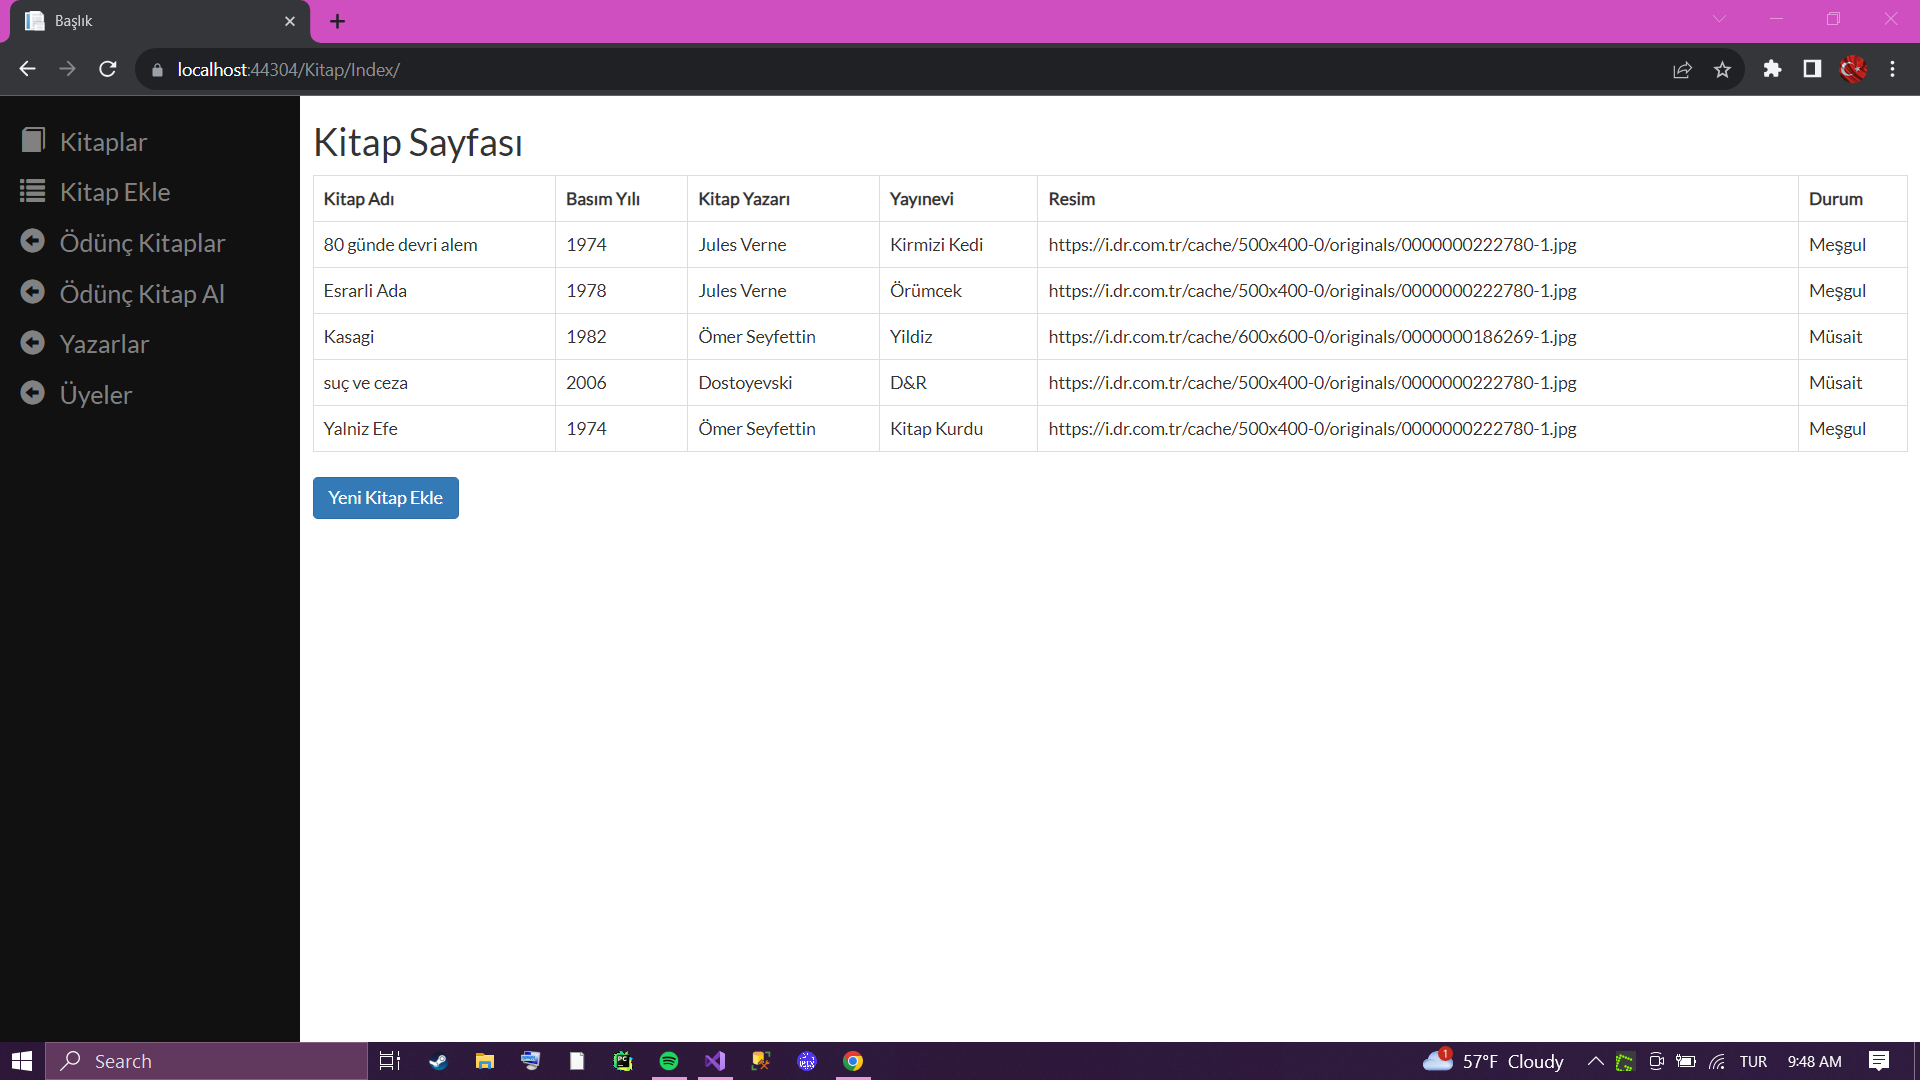 Başlık
localhost:44304/Kitap/Index/
Kitaplar
Kitap Ekle
Ödünç Kitaplar
Ödünç Kitap Al
Yazarlar
Üyeler
Kitap Sayfası
Kitap Adı Basım Yılı Kitap Yazarı Yayınevi Resim Durum
80 günde devri alem 1974 Jules Verne Kirmizi Kedi https://i.dr.com.tr/cache/500x400-0/originals/0000000222780-1.jpg Meşgul
Esrarli Ada 1978 Jules Verne Örümcek https://i.dr.com.tr/cache/500x400-0/originals/0000000222780-1.jpg Meşgul
Kasagi 1982 Ömer Seyfettin Yildiz https://i.dr.com.tr/cache/600x600-0/originals/0000000186269-1.jpg Müsait
suç ve ceza 2006 Dostoyevski D&R https://i.dr.com.tr/cache/500x400-0/originals/0000000222780-1.jpg Müsait
Yalniz Efe 1974 Ömer Seyfettin Kitap Kurdu https://i.dr.com.tr/cache/500x400-0/originals/0000000222780-1.jpg Meşgul
Yeni Kitap Ekle
Search 1 57°F Cloudy TUR 9:48 AM